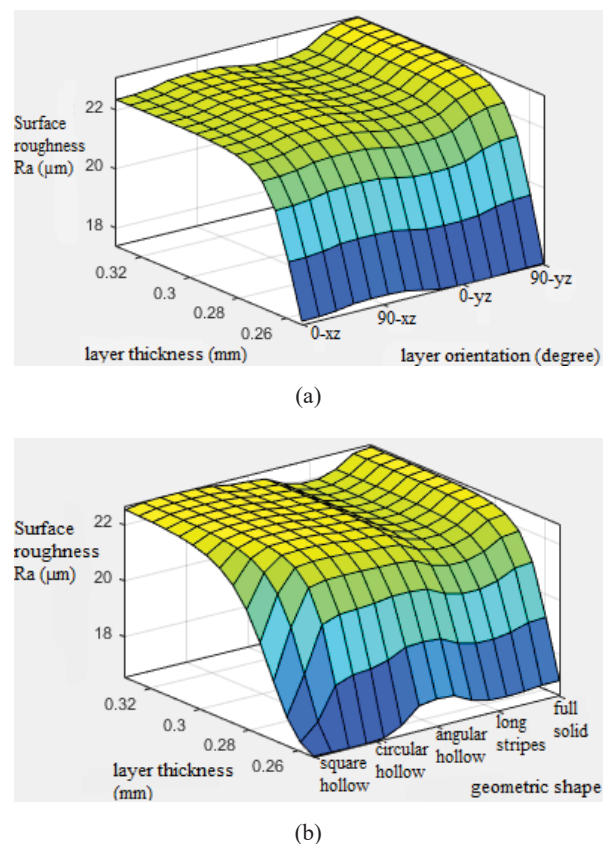 Surface
roughness
Ra (µm)
22
20
18
0.32
0.3
0.28
0.26
0-xz
90-xz
0-yz
90-yz
layer thickness (mm)
layer orientation (degree)
(a)
Surface
roughness
Ra (µm)
22
20
18
0.32
0.3
0.28
0.26
square
hollow
circular
hollow
angular
hollow
long
stripes
full
solid
layer thickness
(mm)
geometric shape
(b)